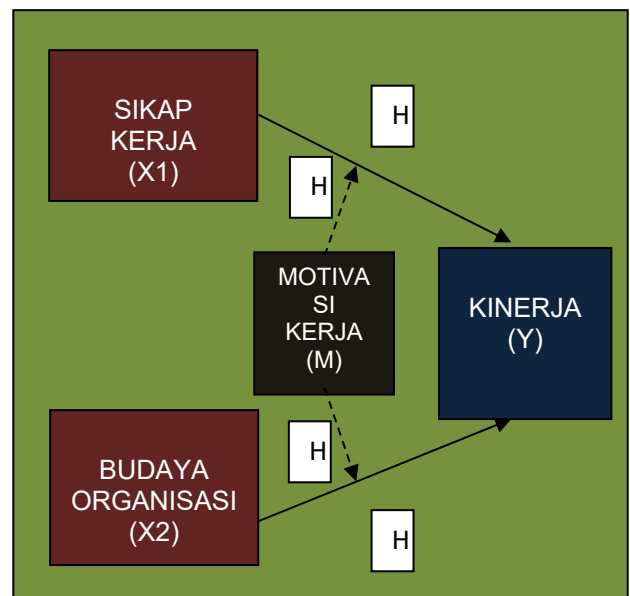 SIKAP
KERJA
(X1)
H
H
MOTIVA
SI
KERJA
(M)
KINERJA
(Y)
H
BUDAYA
ORGANISASI
(X2)
H